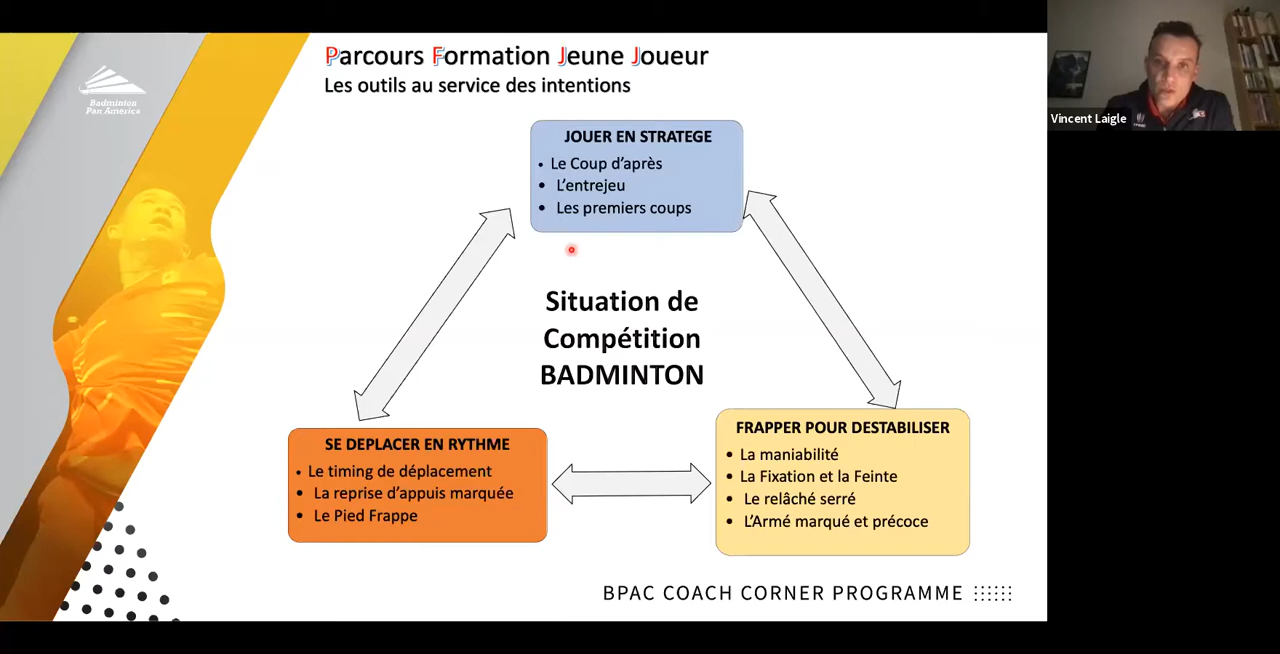 Parcours Formation Jeune Joueur
Les outils au service des intentions
Badminton
Pan America
Vincent Laigle
JOUER EN STRATEGE
• Le Coup d’après
• L’entrejeu
• Les premiers coups
Situation de
Compétition
BADMINTON
SE DEPLACER EN RYTHME
• Le timing de déplacement
• La reprise d’appuis marquée
• Le Pied Frappe
FRAPPER POUR DESTABILISER
• La maniabilité
• La Fixation et la Feinte
• Le relâché serré
• L’Armé marqué et précoce
BPAC COACH CORNER PROGRAMME